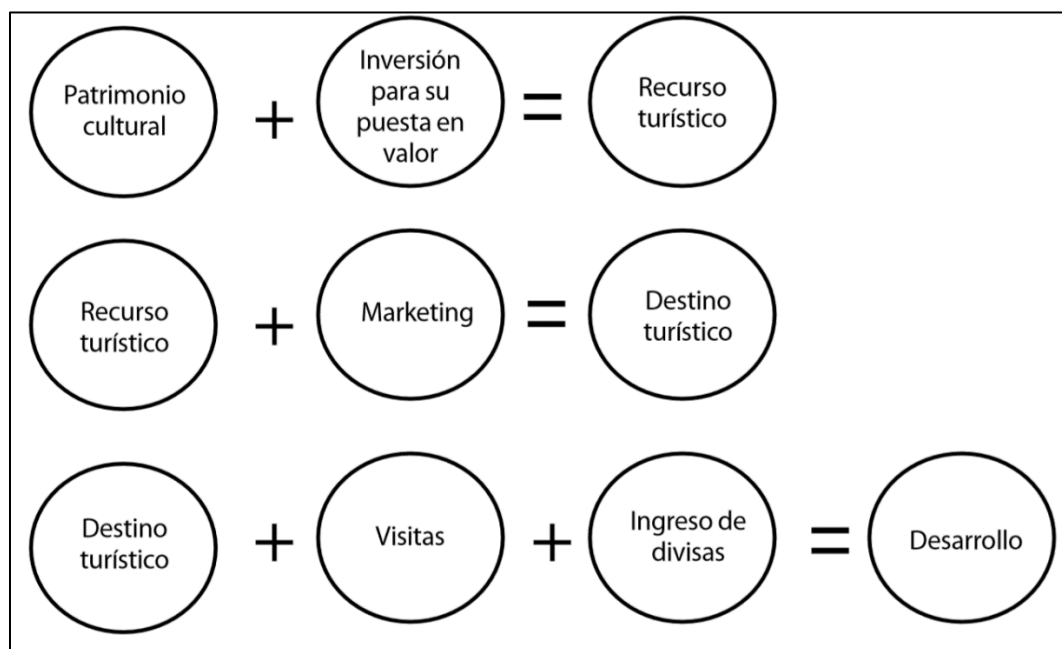 Patrimonio
cultural
+
Inversión
para su
puesta en
valor
=
Recurso
turístico
Recurso
turístico
+
Marketing
=
Destino
turístico
Destino
turístico
+
Visitas
+
Ingreso de
divisas
=
Desarrollo